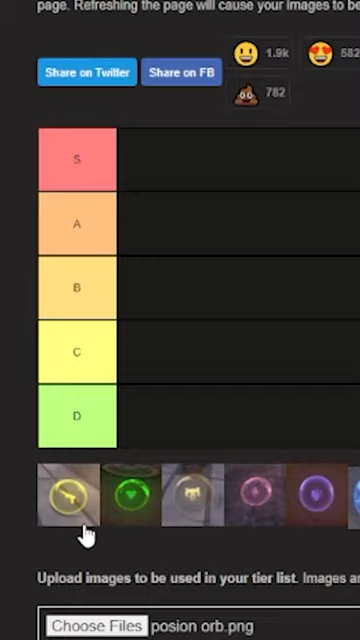 page. Refreshing the page will cause your images to be
Share on Twitter
Share on FB
1.9k
582
782
S
A
B
C
D
Upload images to be used in your tier list. Images ar
Choose Files posion orb.png